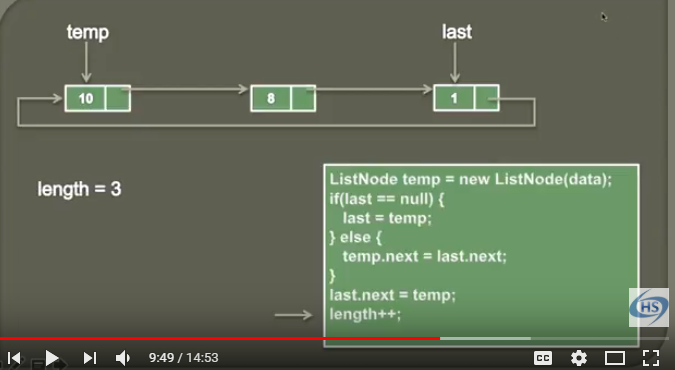 temp
last
10
8
1
length = 3
ListNode temp = new ListNode(data);
if(last == null) {
last = temp;
} else {
temp.next = last.next;
}
last.next = temp;
length++;
HS
9:49 / 14:53
CC